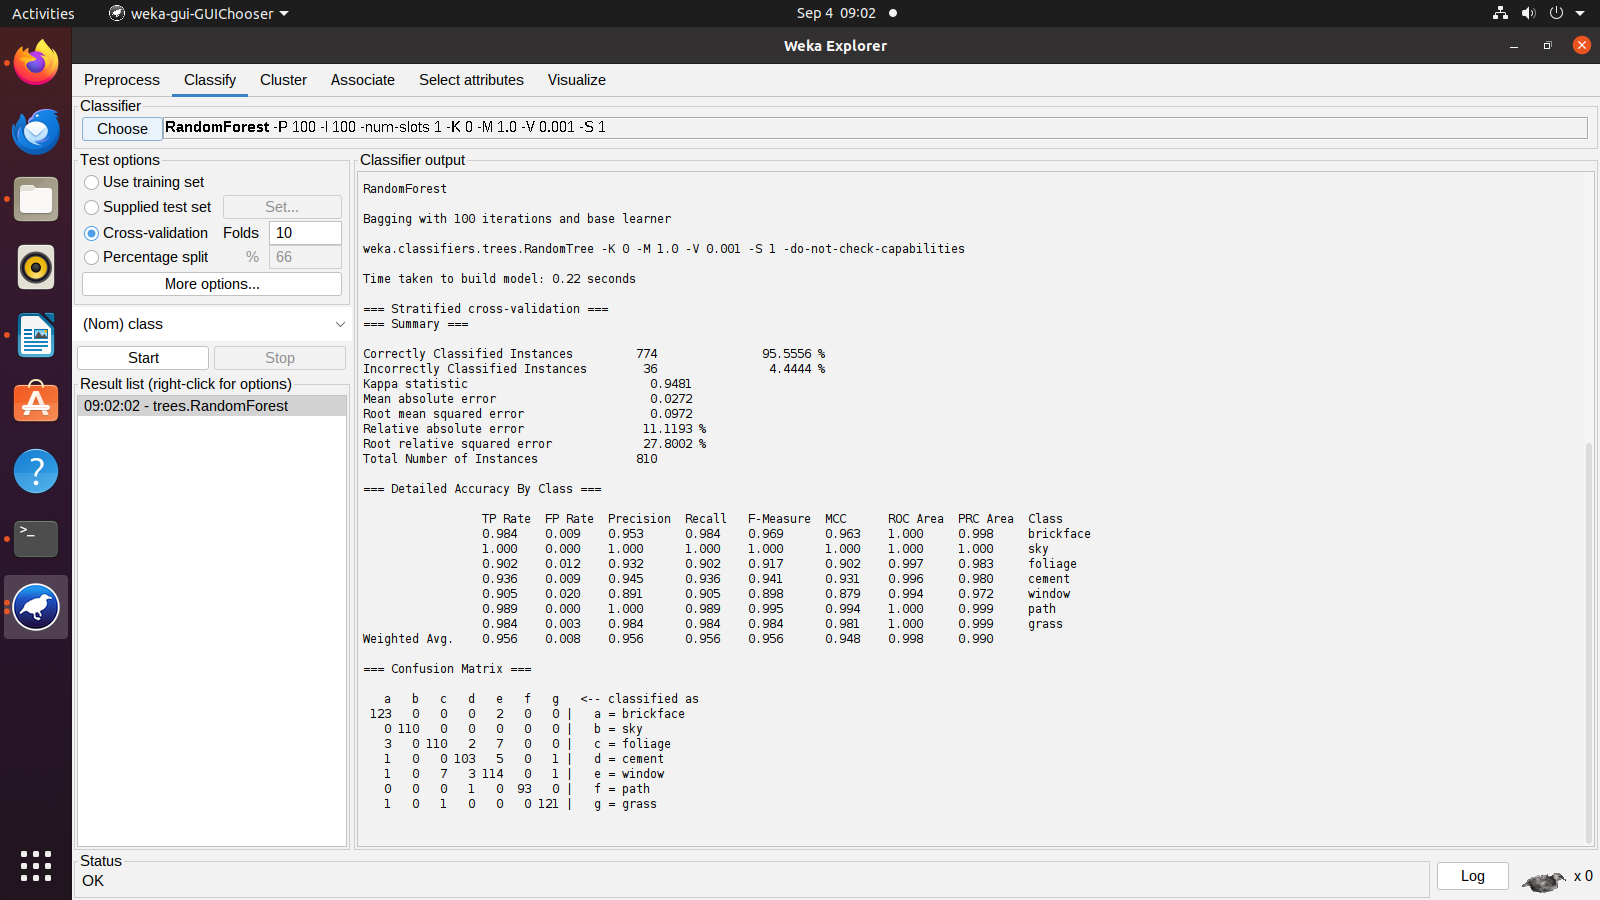 Activities weka-gui-GUIChooser Sep 4 09:02
Weka Explorer
Preprocess Classify Cluster Associate Select attributes Visualize
Classifier
Choose RandomForest -P 100 -I 100 -num-slots 1 -K 0 -M 1.0 -V 0.001 -S 1
Test options
Use training set
Supplied test set Set...
Cross-validation Folds 10
Percentage split % 66
More options...
(Nom) class
Start Stop
Result list (right-click for options)
09:02:02 - trees.RandomForest
Classifier output
RandomForest
Bagging with 100 iterations and base learner
weka.classifiers.trees.RandomTree -K 0 -M 1.0 -V 0.001 -S 1 -do-not-check-capabilities
Time taken to build model: 0.22 seconds
=== Stratified cross-validation ===
=== Summary ===
Correctly Classified Instances 774 95.5556 %
Incorrectly Classified Instances 36 4.4444 %
Kappa statistic 0.9481
Mean absolute error 0.0272
Root mean squared error 0.0972
Relative absolute error 11.1193 %
Root relative squared error 27.8002 %
Total Number of Instances 810
=== Detailed Accuracy By Class ===
TP Rate FP Rate Precision Recall F-Measure MCC ROC Area PRC Area Class
0.984 0.009 0.953 0.984 0.969 0.963 1.000 0.998 brickface
1.000 0.000 1.000 1.000 1.000 1.000 1.000 1.000 sky
0.902 0.012 0.932 0.902 0.917 0.902 0.997 0.983 foliage
0.936 0.009 0.945 0.936 0.941 0.931 0.996 0.980 cement
0.905 0.020 0.891 0.905 0.898 0.879 0.994 0.972 window
0.989 0.000 1.000 0.989 0.995 0.994 1.000 0.999 path
0.984 0.003 0.984 0.984 0.984 0.981 1.000 0.999 grass
Weighted Avg. 0.956 0.008 0.956 0.956 0.956 0.948 0.998 0.990
=== Confusion Matrix ===
a b c d e f g <-- classified as
123 0 0 0 2 0 0 | a = brickface
0 110 0 0 0 0 0 | b = sky
3 0 110 2 7 0 0 | c = foliage
1 0 0 103 5 0 1 | d = cement
1 0 7 3 114 0 1 | e = window
0 0 0 1 0 93 0 | f = path
1 0 1 0 0 0 121 | g = grass
Status
OK
Log x 0